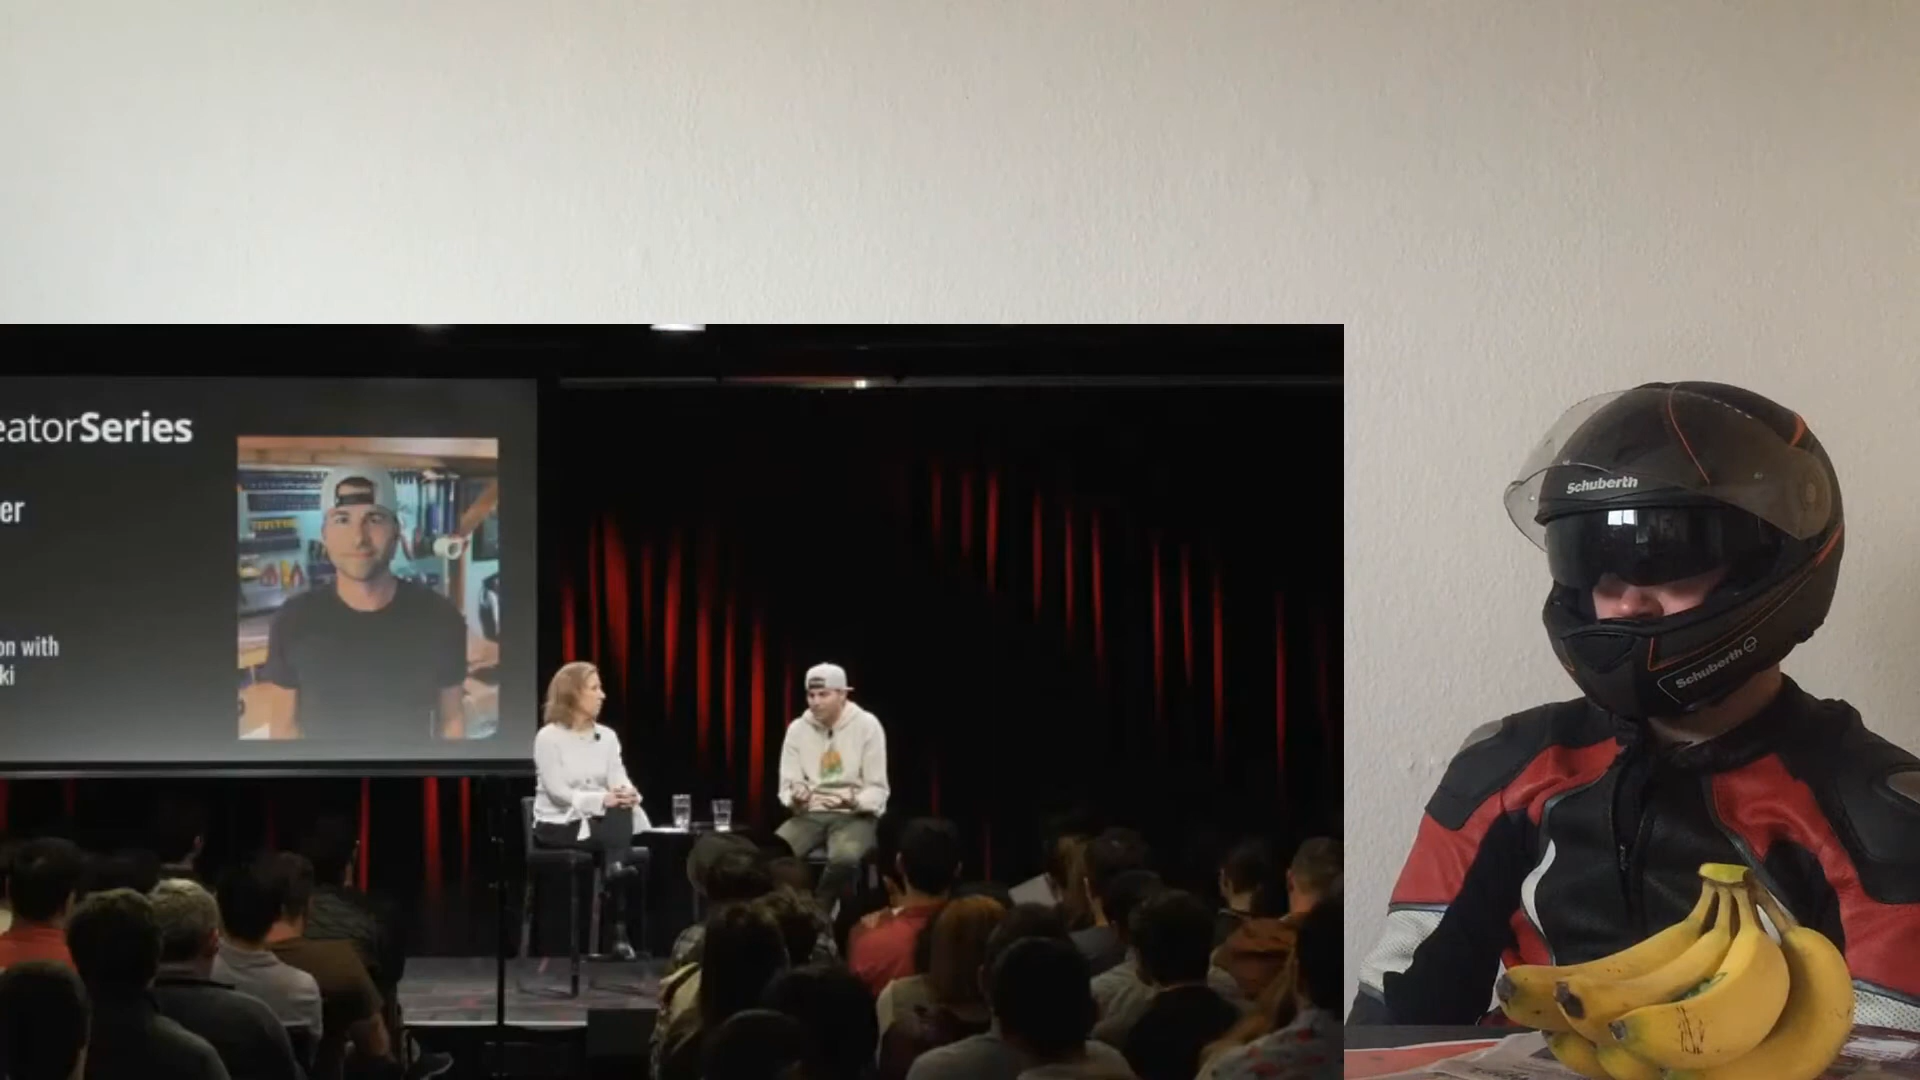 eatorSeries
er
on with
ki
Schuberth
Schuberth